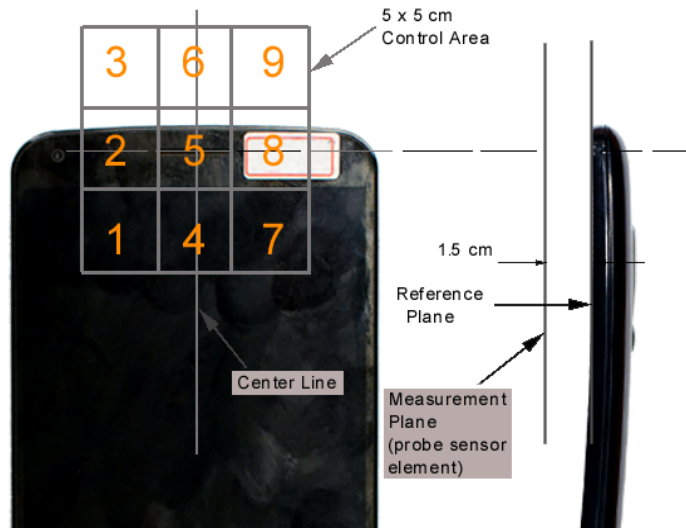 5 x 5 cm
Control Area
3 6 9
2 5 8
1 4 7
1.5 cm
Reference
Plane
Center Line
Measurement
Plane
(probe sensor
element)